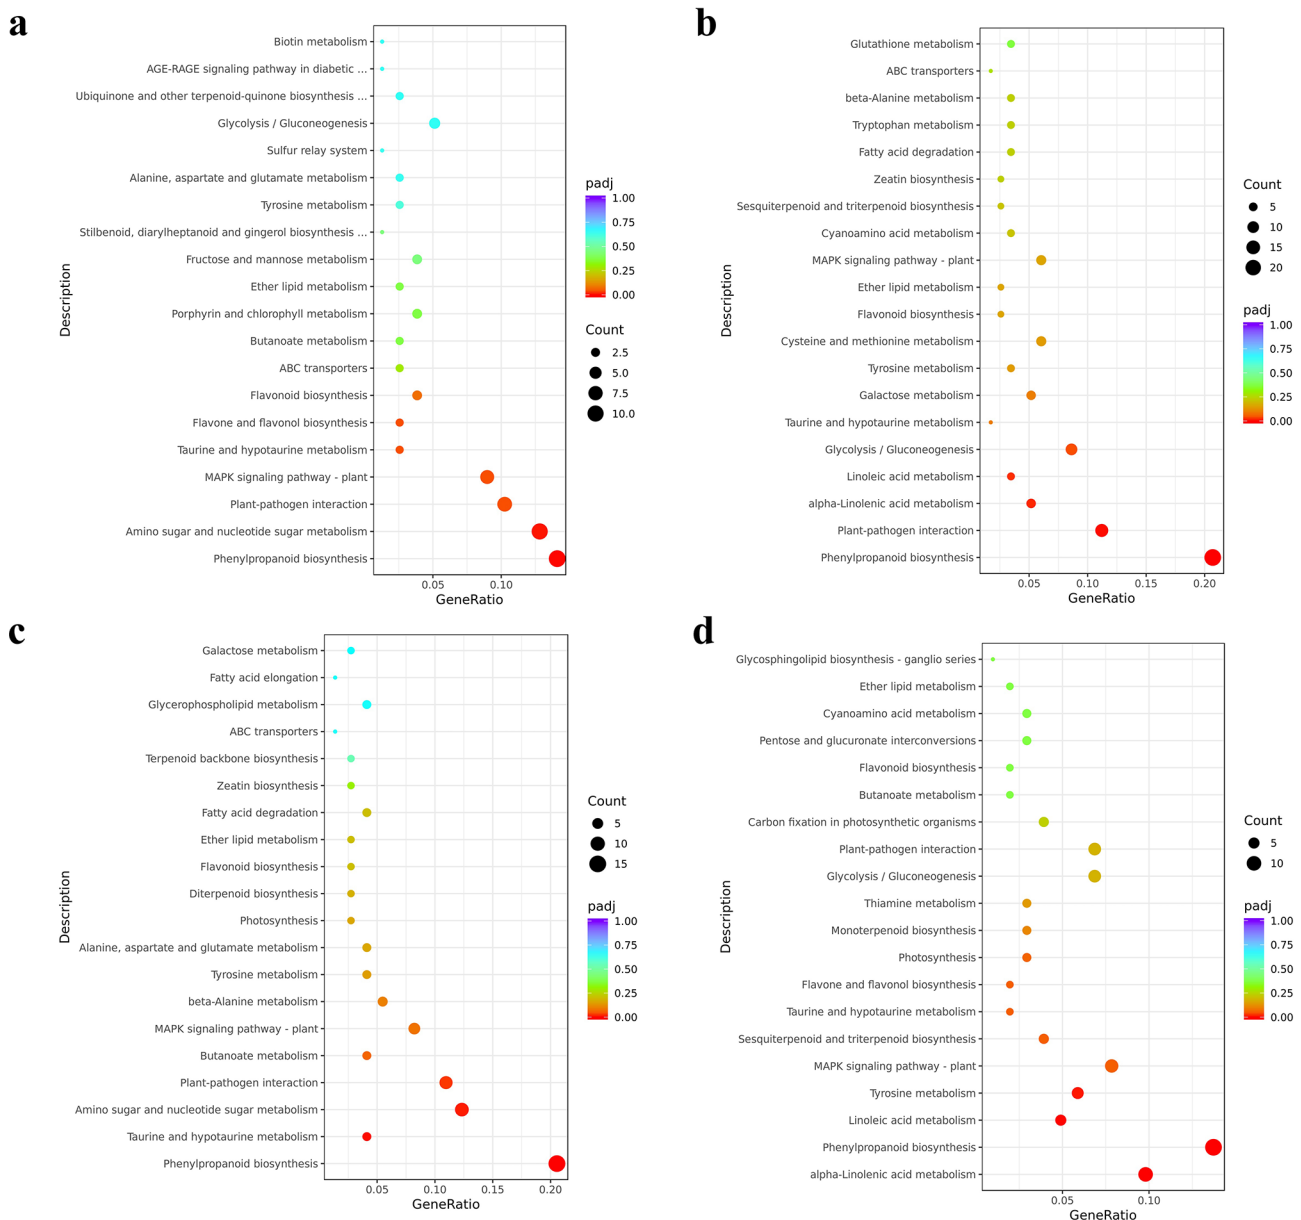 a
Biotin metabolism
AGE-RAGE signaling pathway in diabetic ...
Ubiquinone and other terpenoid-quinone biosynthesis ...
Glycolysis / Gluconeogenesis
Sulfur relay system
Alanine, aspartate and glutamate metabolism
Tyrosine metabolism
Stilbenoid, diarylheptanoid and gingerol biosynthesis ...
Fructose and mannose metabolism
Ether lipid metabolism
Porphyrin and chlorophyll metabolism
Butanoate metabolism
ABC transporters
Flavonoid biosynthesis
Flavone and flavonol biosynthesis
Taurine and hypotaurine metabolism
MAPK signaling pathway - plant
Plant-pathogen interaction
Amino sugar and nucleotide sugar metabolism
Phenylpropanoid biosynthesis
Description
0.05 0.10
GeneRatio
padj
1.00
0.75
0.50
0.25
0.00
Count
2.5
5.0
7.5
10.0
b
Glutathione metabolism
ABC transporters
beta-Alanine metabolism
Tryptophan metabolism
Fatty acid degradation
Zeatin biosynthesis
Sesquiterpenoid and triterpenoid biosynthesis
Cyanoamino acid metabolism
MAPK signaling pathway - plant
Ether lipid metabolism
Flavonoid biosynthesis
Cysteine and methionine metabolism
Tyrosine metabolism
Galactose metabolism
Taurine and hypotaurine metabolism
Glycolysis / Gluconeogenesis
Linoleic acid metabolism
alpha-Linolenic acid metabolism
Plant-pathogen interaction
Phenylpropanoid biosynthesis
Description
0.05 0.10 0.15 0.20
GeneRatio
Count
5
10
15
20
padj
1.00
0.75
0.50
0.25
0.00
c
Galactose metabolism
Fatty acid elongation
Glycerophospholipid metabolism
ABC transporters
Terpenoid backbone biosynthesis
Zeatin biosynthesis
Fatty acid degradation
Ether lipid metabolism
Flavonoid biosynthesis
Diterpenoid biosynthesis
Photosynthesis
Alanine, aspartate and glutamate metabolism
Tyrosine metabolism
beta-Alanine metabolism
MAPK signaling pathway - plant
Butanoate metabolism
Plant-pathogen interaction
Amino sugar and nucleotide sugar metabolism
Taurine and hypotaurine metabolism
Phenylpropanoid biosynthesis
Description
0.05 0.10 0.15 0.20
GeneRatio
Count
5
10
15
padj
1.00
0.75
0.50
0.25
0.00
d
Glycosphingolipid biosynthesis - ganglio series
Ether lipid metabolism
Cyanoamino acid metabolism
Pentose and glucuronate interconversions
Flavonoid biosynthesis
Butanoate metabolism
Carbon fixation in photosynthetic organisms
Plant-pathogen interaction
Glycolysis / Gluconeogenesis
Thiamine metabolism
Monoterpenoid biosynthesis
Photosynthesis
Flavone and flavonol biosynthesis
Taurine and hypotaurine metabolism
Sesquiterpenoid and triterpenoid biosynthesis
MAPK signaling pathway - plant
Tyrosine metabolism
Linoleic acid metabolism
Phenylpropanoid biosynthesis
alpha-Linolenic acid metabolism
Description
0.05 0.10
GeneRatio
Count
5
10
padj
1.00
0.75
0.50
0.25
0.00